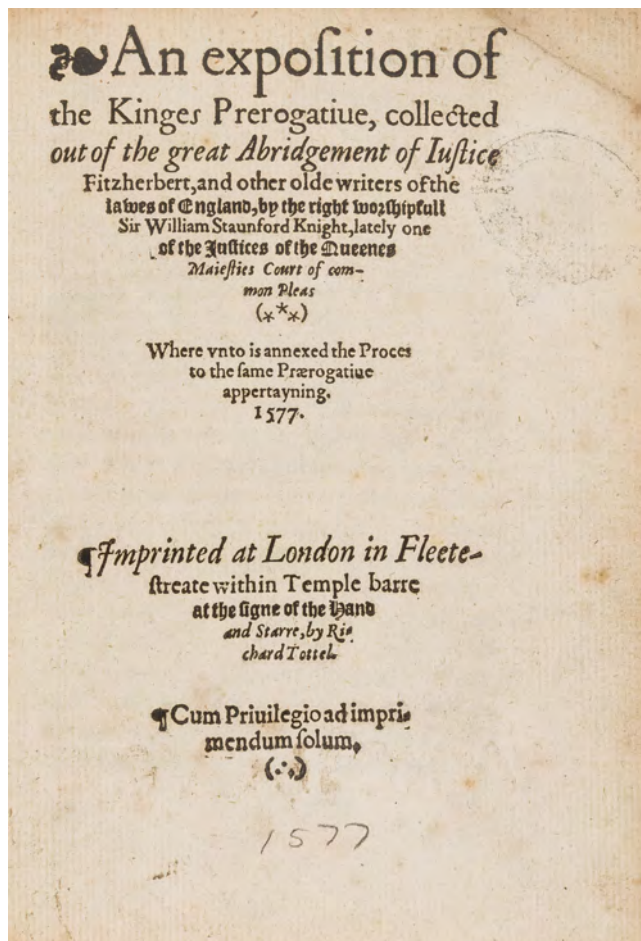 An expoſition of
the Kinges Prerogatiue, collected
out of the great Abridgement of Iuſtice
Fitzherbert, and other olde writers of the
lawes of England, by the right worſhipfull
Sir William Staunford Knight, lately one
of the Juſtices of the Queenes
Maieſties Court of com-
mon Pleas
(⁎*⁎)
Where vnto is annexed the Proces
to the ſame Prærogatiue
appertayning.
1577.
¶Imprinted at London in Fleete-
ſtreate within Temple barre
at the ſigne of the Hand
and Starre, by Ri-
chard Tottel.
¶Cum Priuilegio ad impri-
mendum ſolum.
(∴)
1577